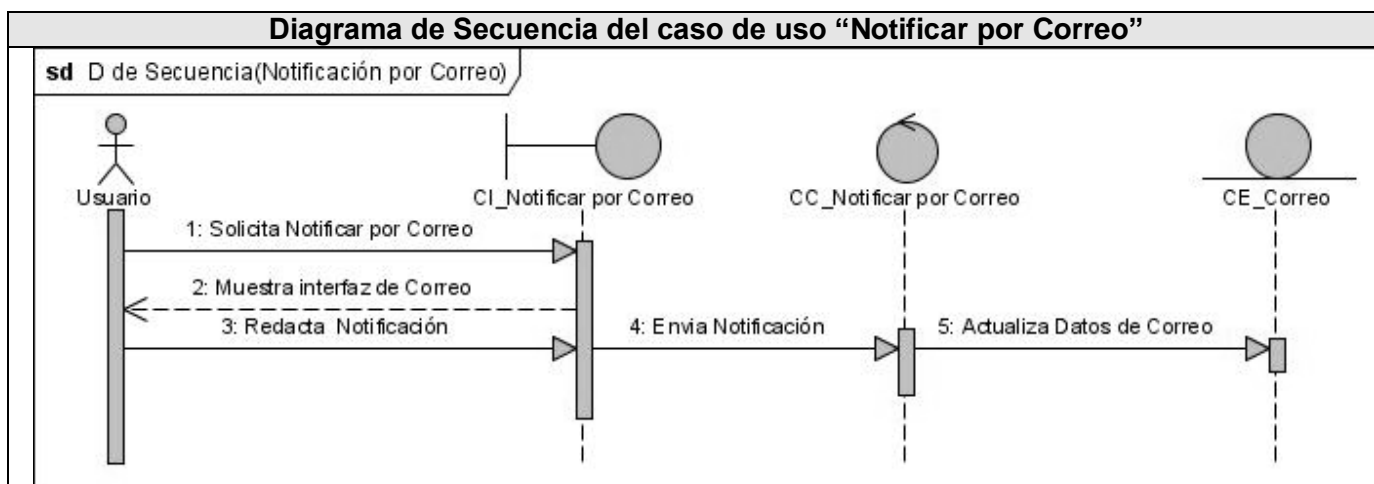 Diagrama de Secuencia del caso de uso “Notificar por Correo”
sd D de Secuencia(Notificación por Correo)
Usuario
CI_Notificar por Correo
CC_Notificar por Correo
CE_Correo
1: Solicita Notificar por Correo
2: Muestra interfaz de Correo
3: Redacta Notificación
4: Envia Notificación
5: Actualiza Datos de Correo